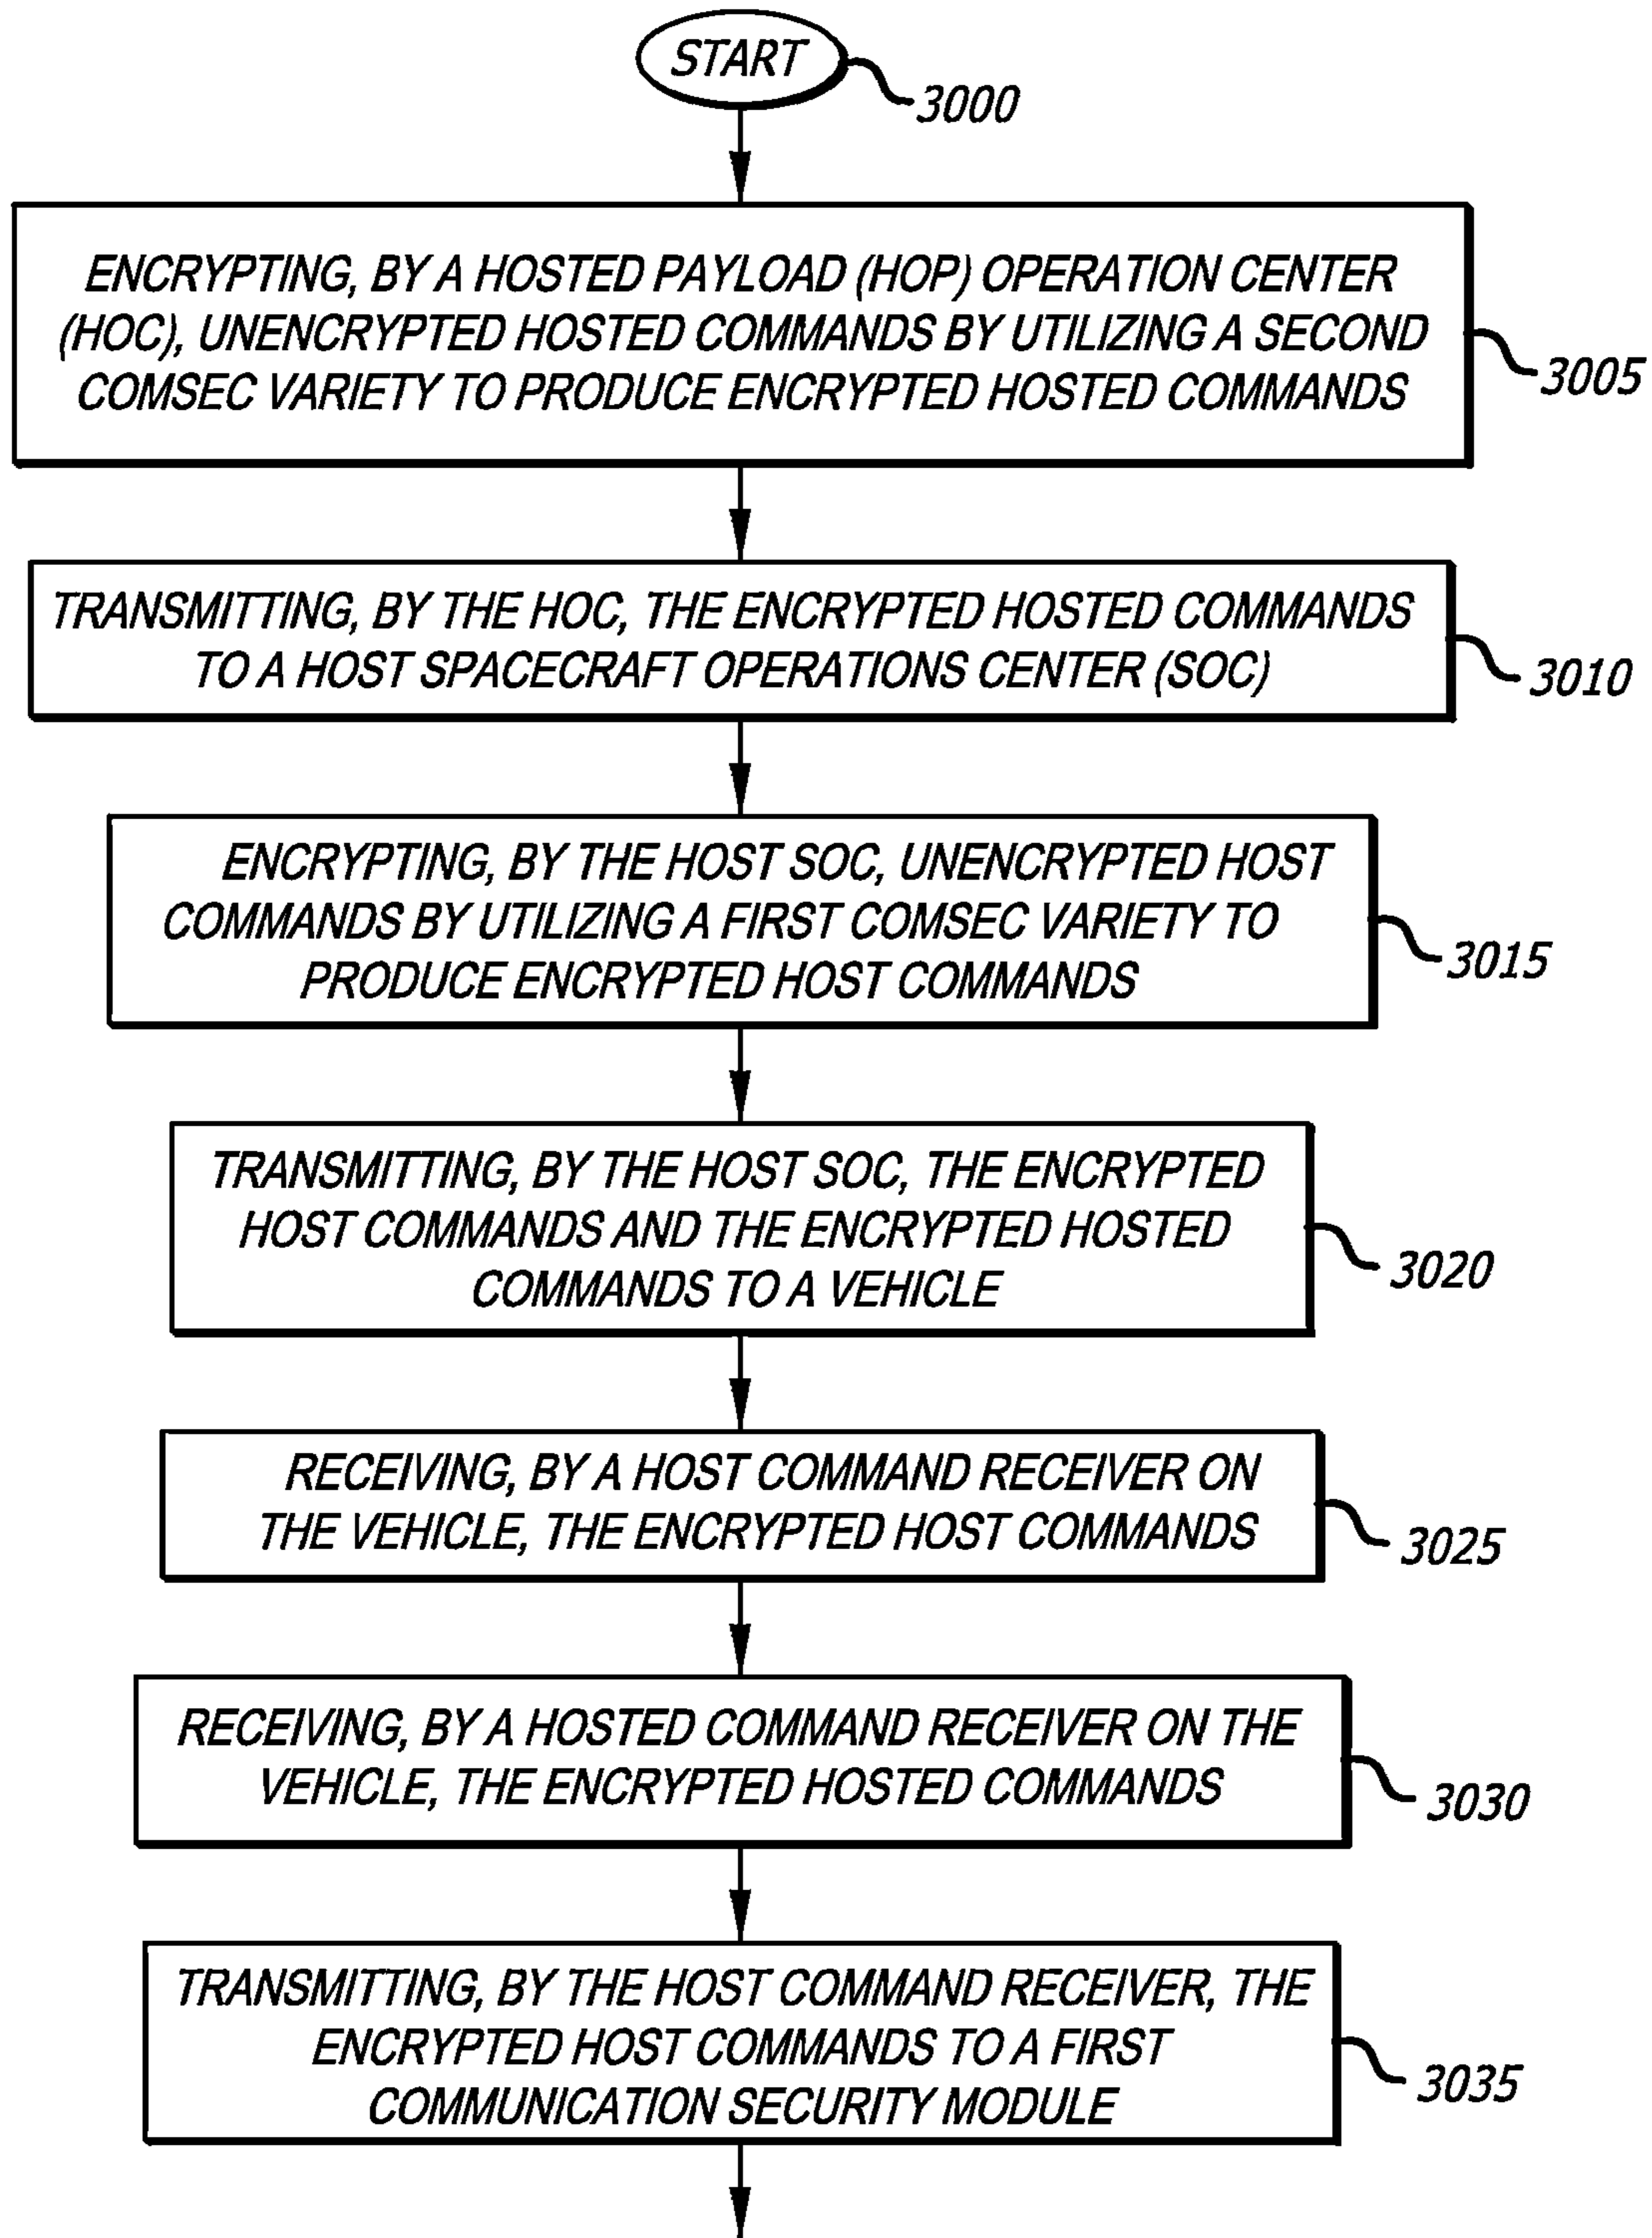 START
3000
ENCRYPTING, BY A HOSTED PAYLOAD (HOP) OPERATION CENTER
(HOC), UNENCRYPTED HOSTED COMMANDS BY UTILIZING A SECOND
COMSEC VARIETY TO PRODUCE ENCRYPTED HOSTED COMMANDS
3005
TRANSMITTING, BY THE HOC, THE ENCRYPTED HOSTED COMMANDS
TO A HOST SPACECRAFT OPERATIONS CENTER (SOC)
3010
ENCRYPTING, BY THE HOST SOC, UNENCRYPTED HOST
COMMANDS BY UTILIZING A FIRST COMSEC VARIETY TO
PRODUCE ENCRYPTED HOST COMMANDS
3015
TRANSMITTING, BY THE HOST SOC, THE ENCRYPTED
HOST COMMANDS AND THE ENCRYPTED HOSTED
COMMANDS TO A VEHICLE
3020
RECEIVING, BY A HOST COMMAND RECEIVER ON
THE VEHICLE, THE ENCRYPTED HOST COMMANDS
3025
RECEIVING, BY A HOSTED COMMAND RECEIVER ON THE
VEHICLE, THE ENCRYPTED HOSTED COMMANDS
3030
TRANSMITTING, BY THE HOST COMMAND RECEIVER, THE
ENCRYPTED HOST COMMANDS TO A FIRST
COMMUNICATION SECURITY MODULE
3035